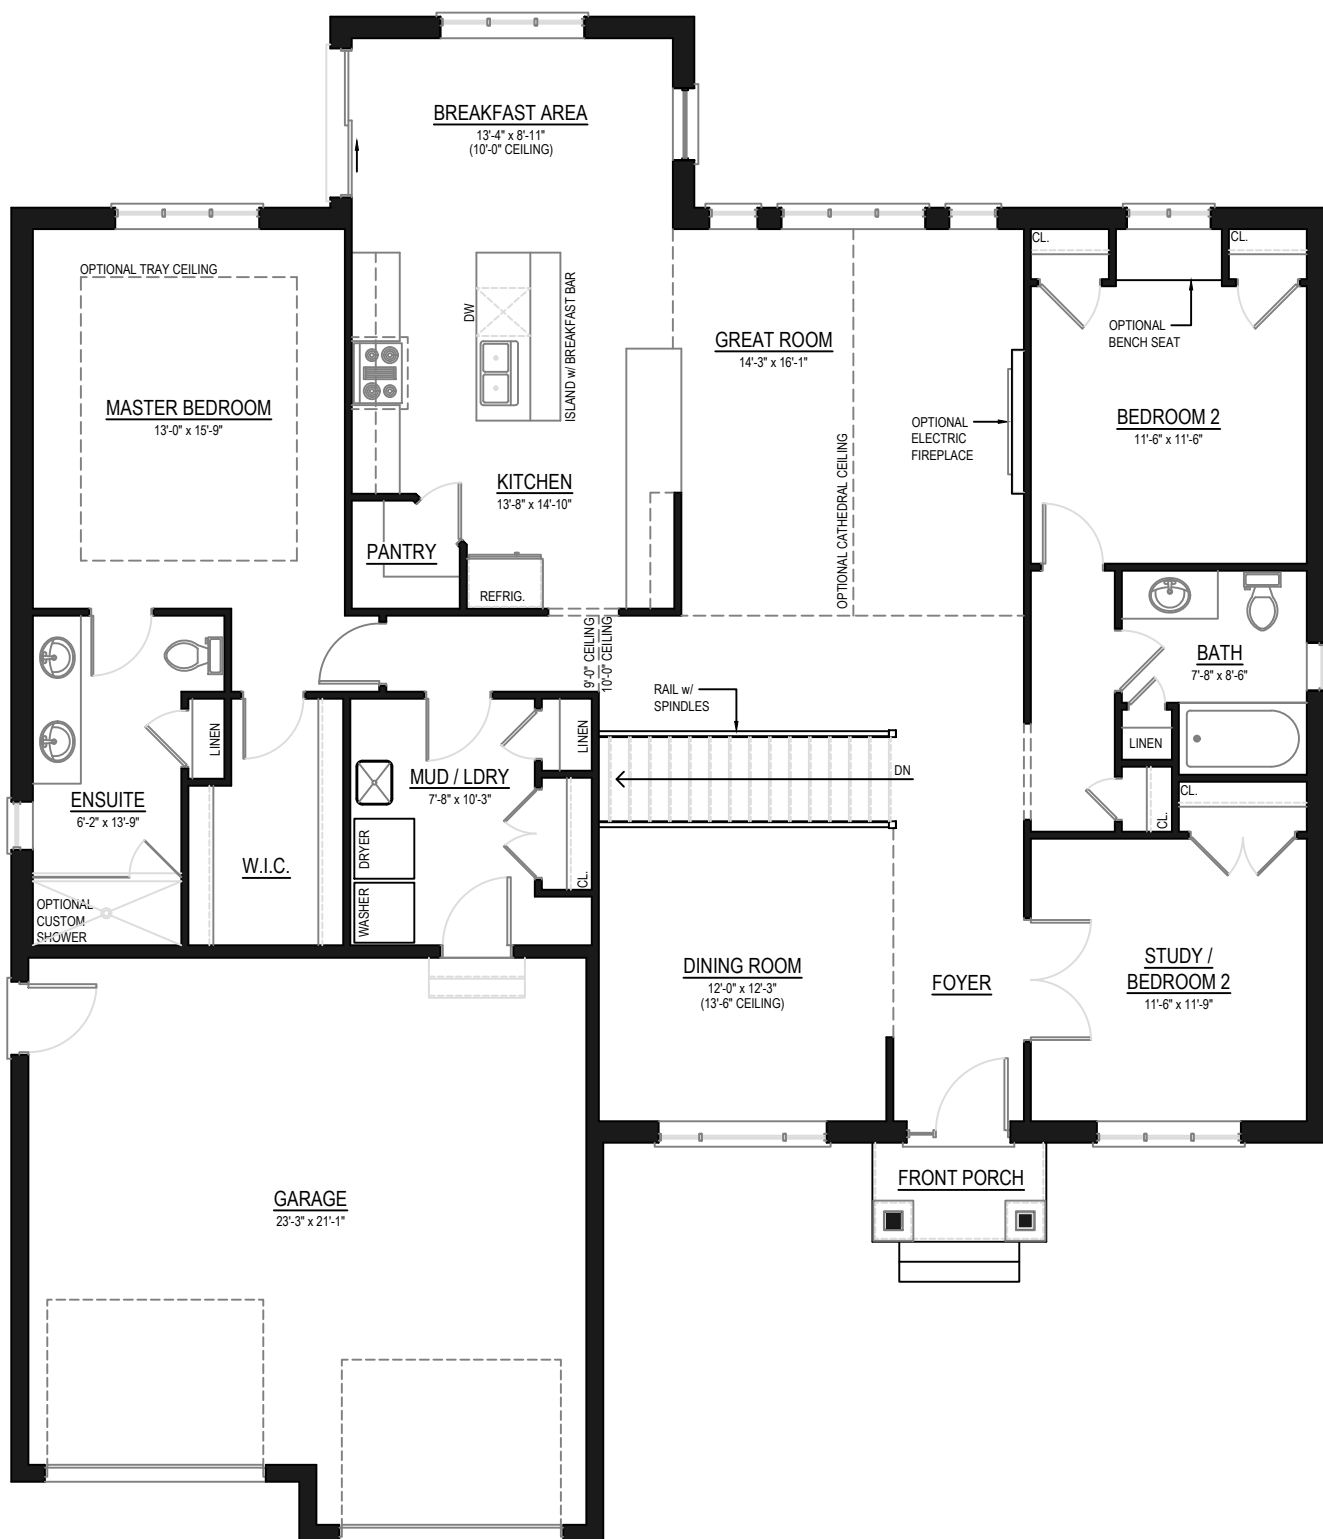 BREAKFAST AREA
13'-4" x 8'-11"
(10'-0" CEILING)
OPTIONAL TRAY CEILING
MASTER BEDROOM
13'-0" x 15'-9"
DW
ISLAND w/ BREAKFAST BAR
KITCHEN
13'-8" x 14'-10"
PANTRY
REFRIG.
GREAT ROOM
14'-3" x 16'-1"
OPTIONAL CATHEDRAL CEILING
OPTIONAL
ELECTRIC
FIREPLACE
CL.
CL.
OPTIONAL
BENCH SEAT
BEDROOM 2
11'-6" x 11'-6"
9'-0" CEILING
10'-0" CEILING
RAIL w/
SPINDLES
DN
BATH
7'-8" x 8'-6"
LINEN
CL.
CL.
LINEN
ENSUITE
6'-2" x 13'-9"
OPTIONAL
CUSTOM
SHOWER
W.I.C.
MUD / LDRY
7'-8" x 10'-3"
LINEN
DRYER
WASHER
CL.
DINING ROOM
12'-0" x 12'-3"
(13'-6" CEILING)
FOYER
STUDY /
BEDROOM 2
11'-6" x 11'-9"
FRONT PORCH
GARAGE
23'-3" x 21'-1"